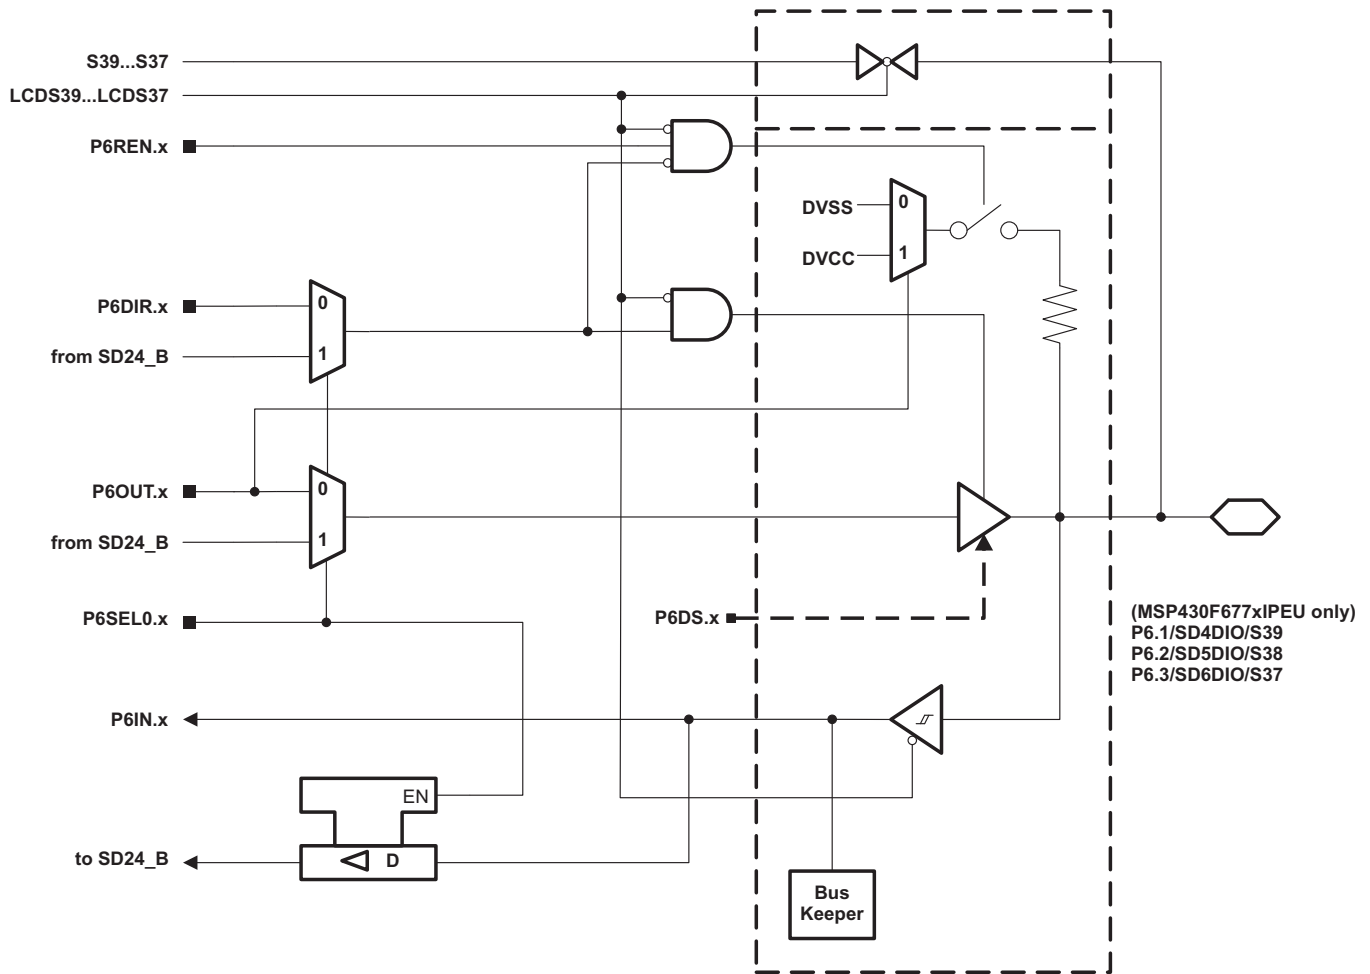 S39...S37
LCDS39...LCDS37
P6REN.x
DVSS
0
DVCC
1
P6DIR.x
0
from SD24_B
1
P6OUT.x
0
from SD24_B
1
P6SEL0.x
P6DS.x
(MSP430F677xIPEU only)
P6.1/SD4DIO/S39
P6.2/SD5DIO/S38
P6.3/SD6DIO/S37
P6IN.x
EN
to SD24_B
D
Bus
Keeper